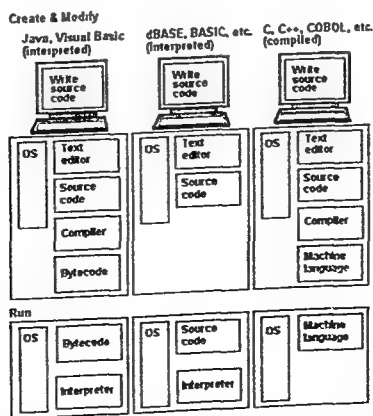 Create & Modify
Java, Visual Basic
(interpreted)
dBASE, BASIC, etc.
(interpreted)
C, C++, COBOL, etc.
(compiled)
Write
source
code
Write
source
code
Write
source
code
OS
Text
editor
Source
code
Compiler
Bytecode
OS
Text
editor
Source
code
OS
Text
editor
Source
code
Compiler
Machine
language
Run
OS
Bytecode
Interpreter
OS
Source
code
Interpreter
OS
Machine
language